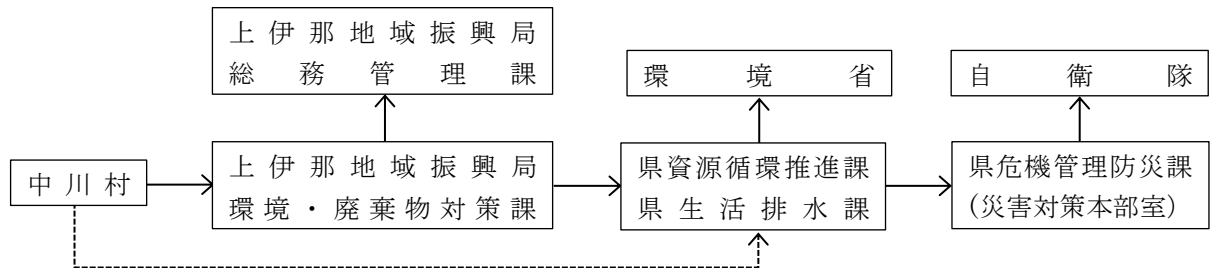 上伊那地域振興局
総務管理課
環境省
自衛隊
中川村
上伊那地域振興局
環境・廃棄物対策課
県資源循環推進課
県生活排水課
県危機管理防災課
(災害対策本部室)